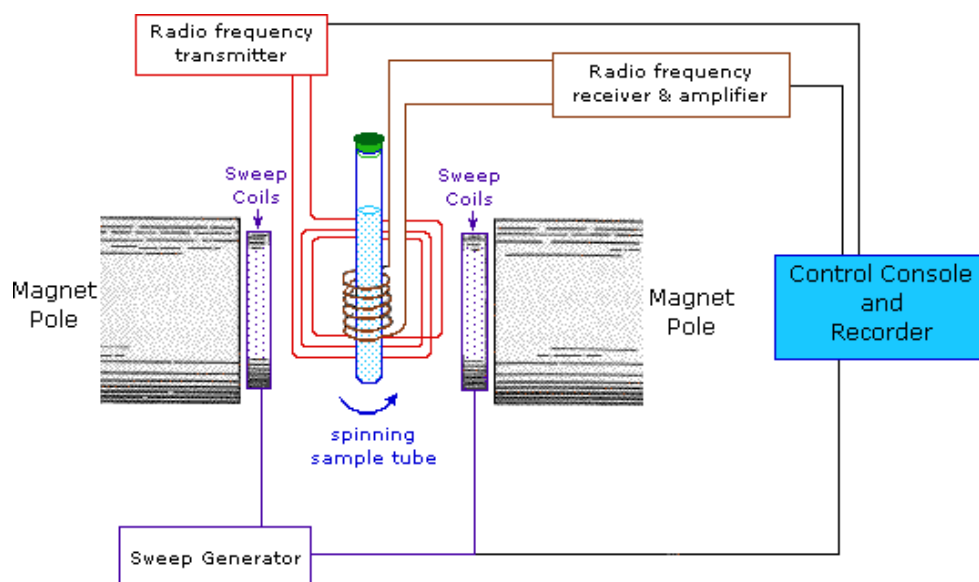 Radio frequency
transmitter
Radio frequency
receiver & amplifier
Sweep
Coils
Sweep
Coils
Magnet
Pole
Magnet
Pole
Control Console
and
Recorder
spinning
sample tube
Sweep Generator